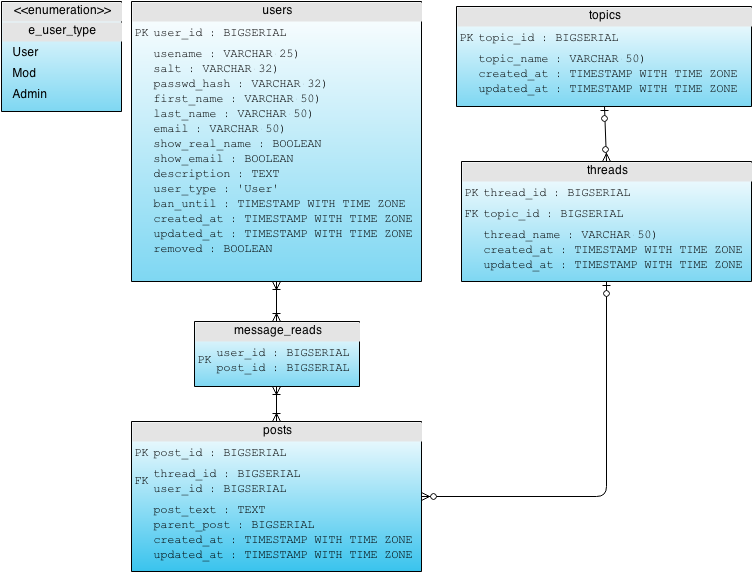 <<enumeration>>
e_user_type
User
Mod
Admin
users
PK user_id : BIGSERIAL
usename : VARCHAR 25)
salt : VARCHAR 32)
passwd_hash : VARCHAR 32)
first_name : VARCHAR 50)
last_name : VARCHAR 50)
email : VARCHAR 50)
show_real_name : BOOLEAN
show_email : BOOLEAN
description : TEXT
user_type : 'User'
ban_until : TIMESTAMP WITH TIME ZONE
created_at : TIMESTAMP WITH TIME ZONE
updated_at : TIMESTAMP WITH TIME ZONE
removed : BOOLEAN
topics
PK topic_id : BIGSERIAL
topic_name : VARCHAR 50)
created_at : TIMESTAMP WITH TIME ZONE
updated_at : TIMESTAMP WITH TIME ZONE
threads
PK thread_id : BIGSERIAL
FK topic_id : BIGSERIAL
thread_name : VARCHAR 50)
created_at : TIMESTAMP WITH TIME ZONE
updated_at : TIMESTAMP WITH TIME ZONE
message_reads
PK
user_id : BIGSERIAL
post_id : BIGSERIAL
posts
PK post_id : BIGSERIAL
FK
thread_id : BIGSERIAL
user_id : BIGSERIAL
post_text : TEXT
parent_post : BIGSERIAL
created_at : TIMESTAMP WITH TIME ZONE
updated_at : TIMESTAMP WITH TIME ZONE